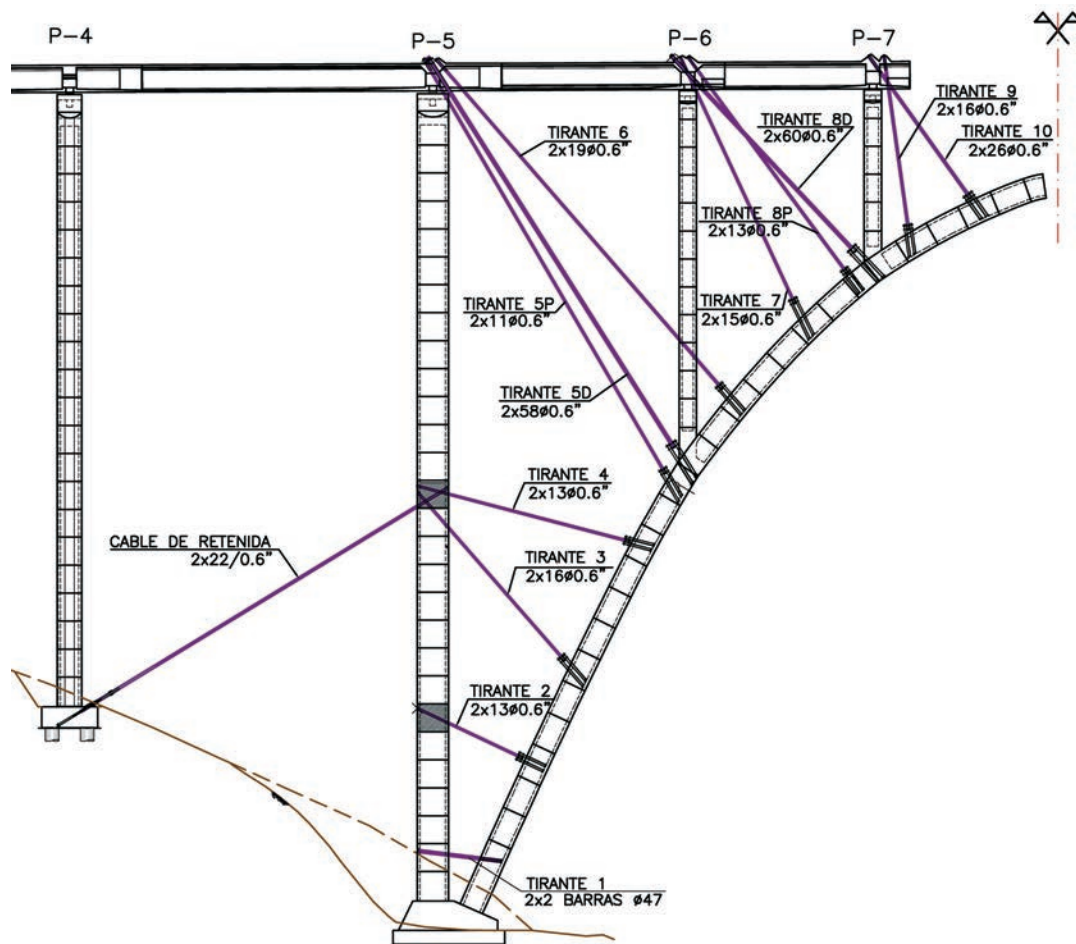 P-4
P-5
P-6
P-7
TIRANTE 6
2x19ø0.6"
TIRANTE 8D
2x60ø0.6"
TIRANTE 9
2x16ø0.6"
TIRANTE 10
2x26ø0.6"
TIRANTE 8P
2x13ø0.6"
TIRANTE 5P
2x11ø0.6"
TIRANTE 7
2x15ø0.6"
TIRANTE 5D
2x58ø0.6"
TIRANTE 4
2x13ø0.6"
CABLE DE RETENIDA
2x22/0.6"
TIRANTE 3
2x16ø0.6"
TIRANTE 2
2x13ø0.6"
TIRANTE 1
2x2 BARRAS ø47